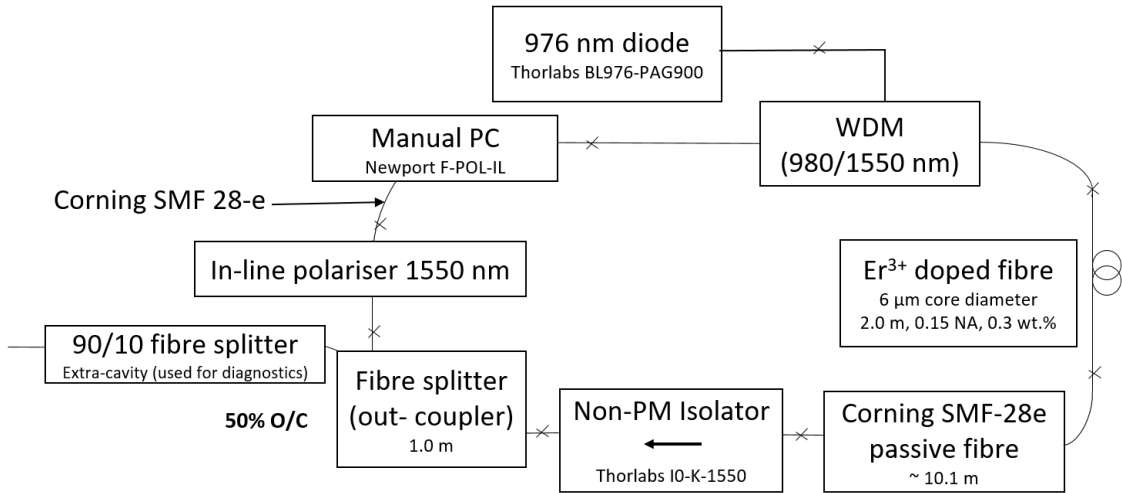 976 nm diode
Thorlabs BL976-PAG900
Manual PC
Newport F-POL-IL
WDM
(980/1550 nm)
Corning SMF 28-e
In-line polariser 1550 nm
Er³⁺ doped fibre
6 µm core diameter
2.0 m, 0.15 NA, 0.3 wt.%
90/10 fibre splitter
Extra-cavity (used for diagnostics)
Fibre splitter
(out- coupler)
1.0 m
50% O/C
Non-PM Isolator
Thorlabs I0-K-1550
Corning SMF-28e
passive fibre
~ 10.1 m